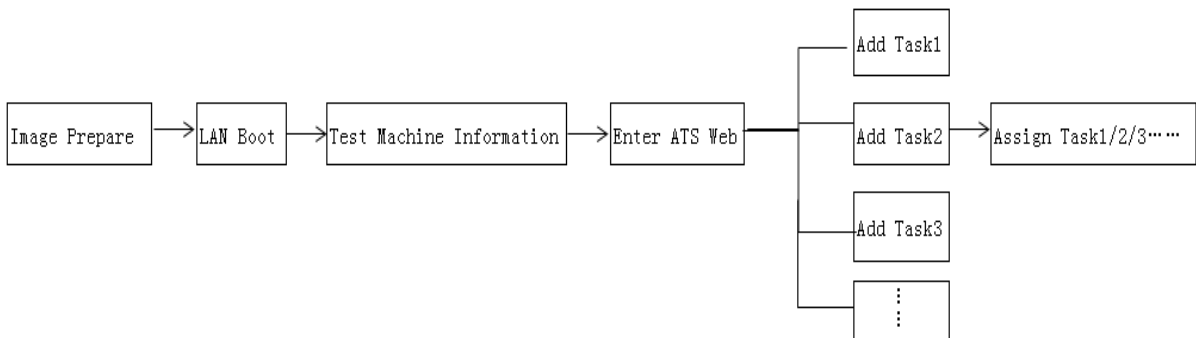 Image Prepare
LAN Boot
Test Machine Information
Enter ATS Web
Add Task1
Add Task2
Add Task3
⋮
Assign Task1/2/3……